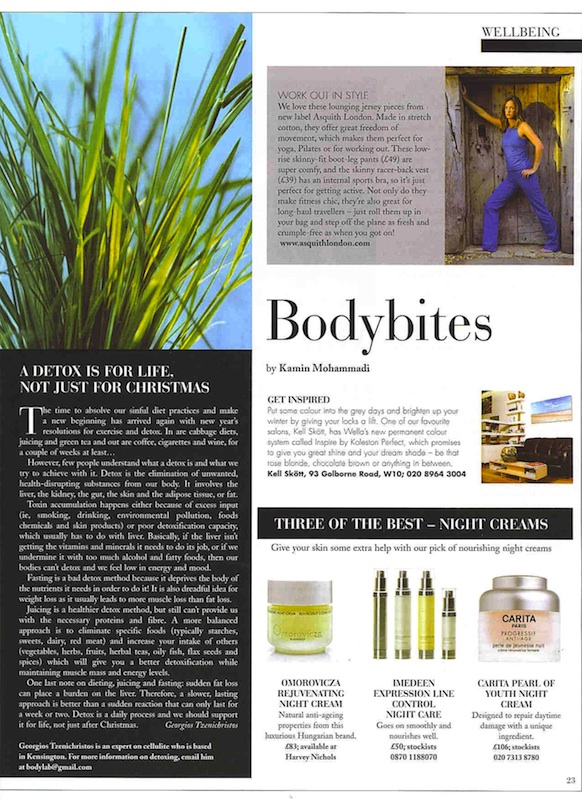 WELLBEING
WORK OUT IN STYLE
We love these lounging jersey pieces from
new label Asquith London. Made in stretch
cotton, they offer great freedom of
movement, which makes them perfect for
yoga, Pilates or for working out. These low-
rise skinny-fit boot-leg pants (£49) are
super comfy, and the skinny racer-back vest
(£39) has an internal sports bra, so it's just
perfect for getting active. Not only do they
make fitness chic, they're also great for
long-haul travellers – just roll them up in
your bag and step off the plane as fresh and
crumple-free as when you got on!
www.asquithlondon.com
Bodybites
by Kamin Mohammadi
A DETOX IS FOR LIFE,
NOT JUST FOR CHRISTMAS
The time to absolve our sinful diet practices and make
a new beginning has arrived again with new year's
resolutions for exercise and detox. In are cabbage diets,
juicing and green tea and out are coffee, cigarettes and wine, for
a couple of weeks at least…
However, few people understand what a detox is and what we
try to achieve with it. Detox is the elimination of unwanted,
health-disrupting substances from our body. It involves the
liver, the kidney, the gut, the skin and the adipose tissue, or fat.
Toxin accumulation happens either because of excess input
(ie, smoking, drinking, environmental pollution, foods
chemicals and skin products) or poor detoxification capacity,
which usually has to do with liver. Basically, if the liver isn't
getting the vitamins and minerals it needs to do its job, or if we
undermine it with too much alcohol and fatty foods, then our
bodies can't detox and we feel low in energy and mood.
Fasting is a bad detox method because it deprives the body of
the nutrients it needs in order to do it! It is also dreadful idea for
weight loss as it usually leads to more muscle loss than fat loss.
Juicing is a healthier detox method, but still can't provide us
with the necessary proteins and fibre. A more balanced
approach is to eliminate specific foods (typically starches,
sweets, dairy, red meat) and increase your intake of others
(vegetables, herbs, fruits, herbal teas, oily fish, flax seeds and
spices) which will give you a better detoxification while
maintaining muscle mass and energy levels.
One last note on dieting, juicing and fasting: sudden fat loss
can place a burden on the liver. Therefore, a slower, lasting
approach is better than a sudden reaction that can only last for
a week or two. Detox is a daily process and we should support
it for life, not just after Christmas. Georgios Tzenichristos
Georgios Tzenichristos is an expert on cellulite who is based
in Kensington. For more information on detoxing, email him
at bodylab@gmail.com
GET INSPIRED
Put some colour into the grey days and brighten up your
winter by giving your locks a lift. One of our favourite
salons, Kell Skött, has Wella's new permanent colour
system called Inspire by Koleston Perfect, which promises
to give you great shine and your dream shade – be that
rose blonde, chocolate brown or anything in between.
Kell Skött, 93 Golborne Road, W10; 020 8964 3004
THREE OF THE BEST – NIGHT CREAMS
Give your skin some extra help with our pick of nourishing night creams
Omorovicza
CARITA
PARIS
PROGRESSIF
ANTI-AGE
perle de jeunesse nuit
OMOROVICZA
REJUVENATING
NIGHT CREAM
Natural anti-ageing
properties from this
luxurious Hungarian brand.
£83; available at
Harvey Nichols
IMEDEEN
EXPRESSION LINE
CONTROL
NIGHT CARE
Goes on smoothly and
nourishes well.
£50; stockists
0870 1188070
CARITA PEARL OF
YOUTH NIGHT
CREAM
Designed to repair daytime
damage with a unique
ingredient.
£106; stockists
020 7313 8780
23